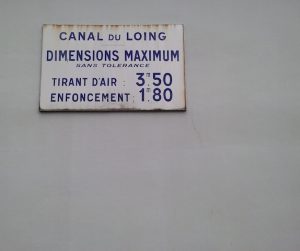 CANAL DU LOING
DIMENSIONS MAXIMUM
SANS TOLERANCE
TIRANT D'AIR : 3m50
ENFONCEMENT : 1m80